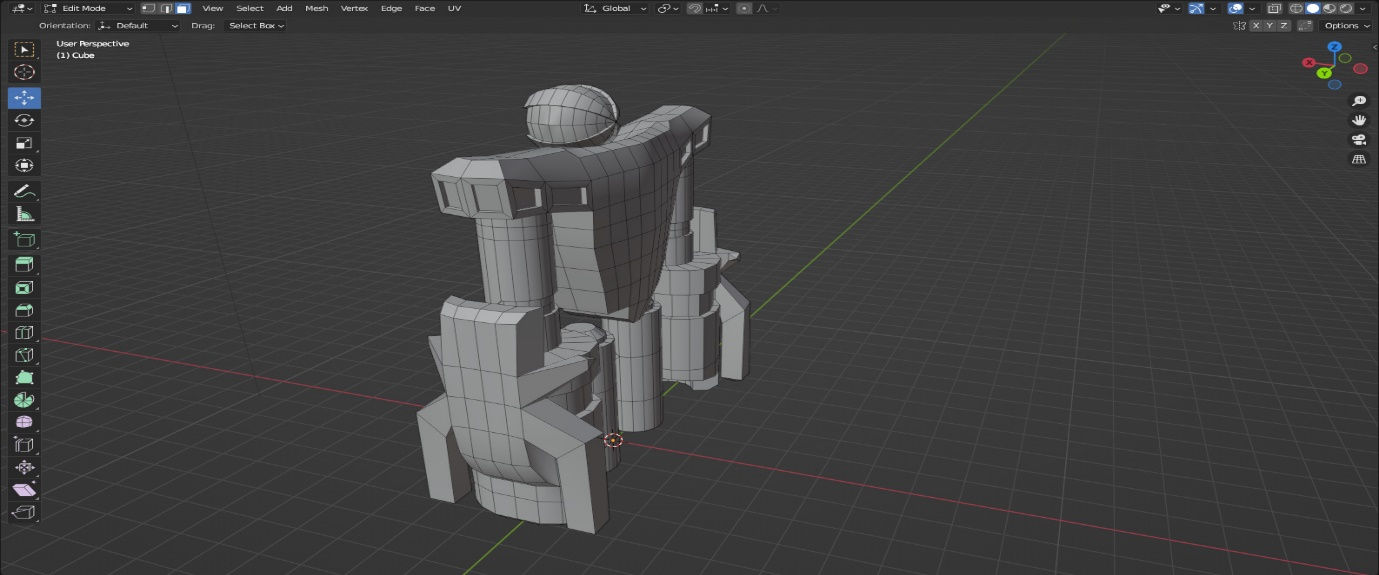 Edit Mode View Select Add Mesh Vertex Edge Face UV Global
Orientation: Default Drag: Select Box X Y Z Options
User Perspective
(1) Cube
Z
X
Y